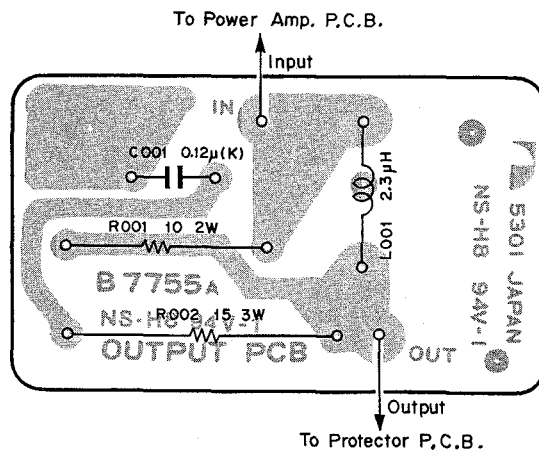 To Power Amp. P.C.B.
Input
IN
C001 0.12μ(K)
2.3μH
L001
R001 10 2W
B7755A
NS-H8 94V-1
R002 15 3W
OUTPUT PCB
OUT
5301 JAPAN
NS-H8 94V-1
Output
To Protector P.C.B.